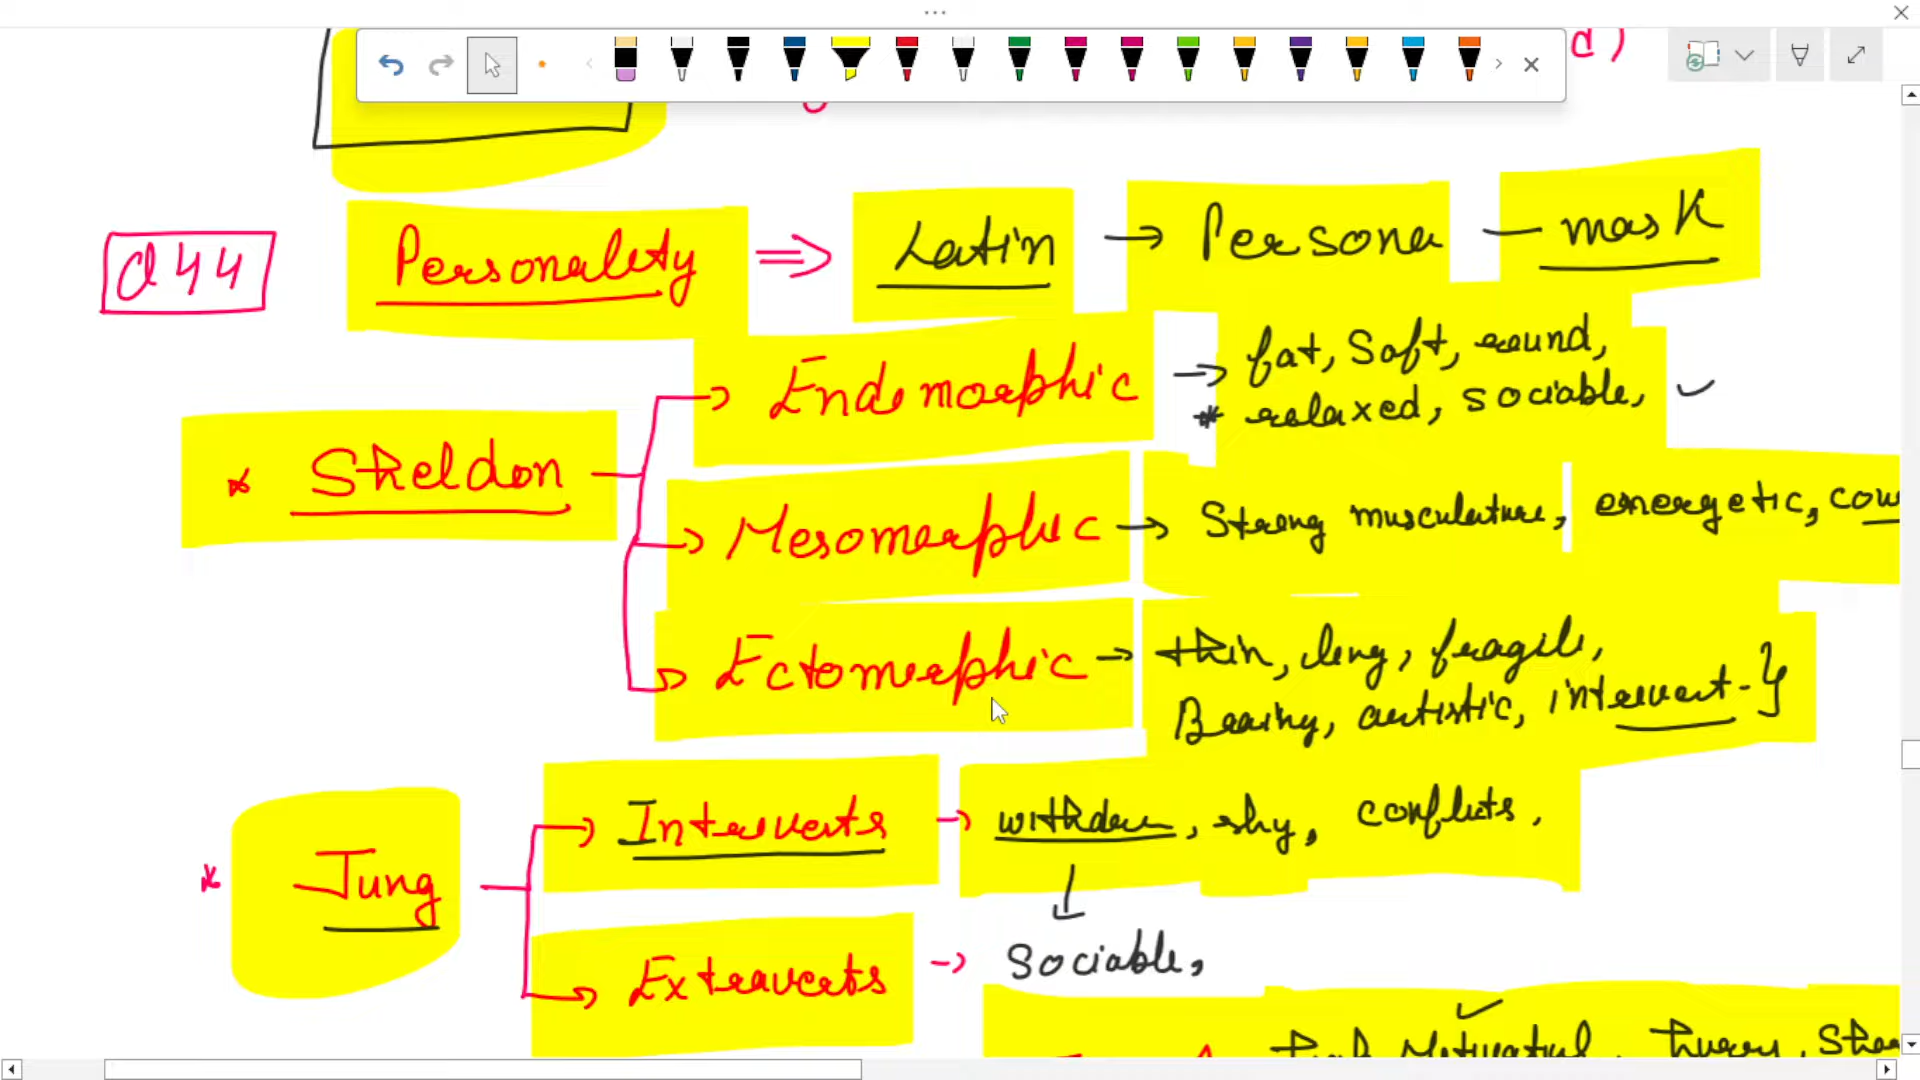 d)
Q44 Personality ⇒ Latin → Persona — mask
Endomorphic → fat, Soft, round,
* relaxed, sociable, ✓
* Sheldon
Mesomorphic → Strong musculature, energetic,
Ectomorphic → thin, long, fragile,
Brainy, artistic, introvert-}
* Jung
Introverts → withdrawn, shy, conflicts,
Extraverts → Sociable,